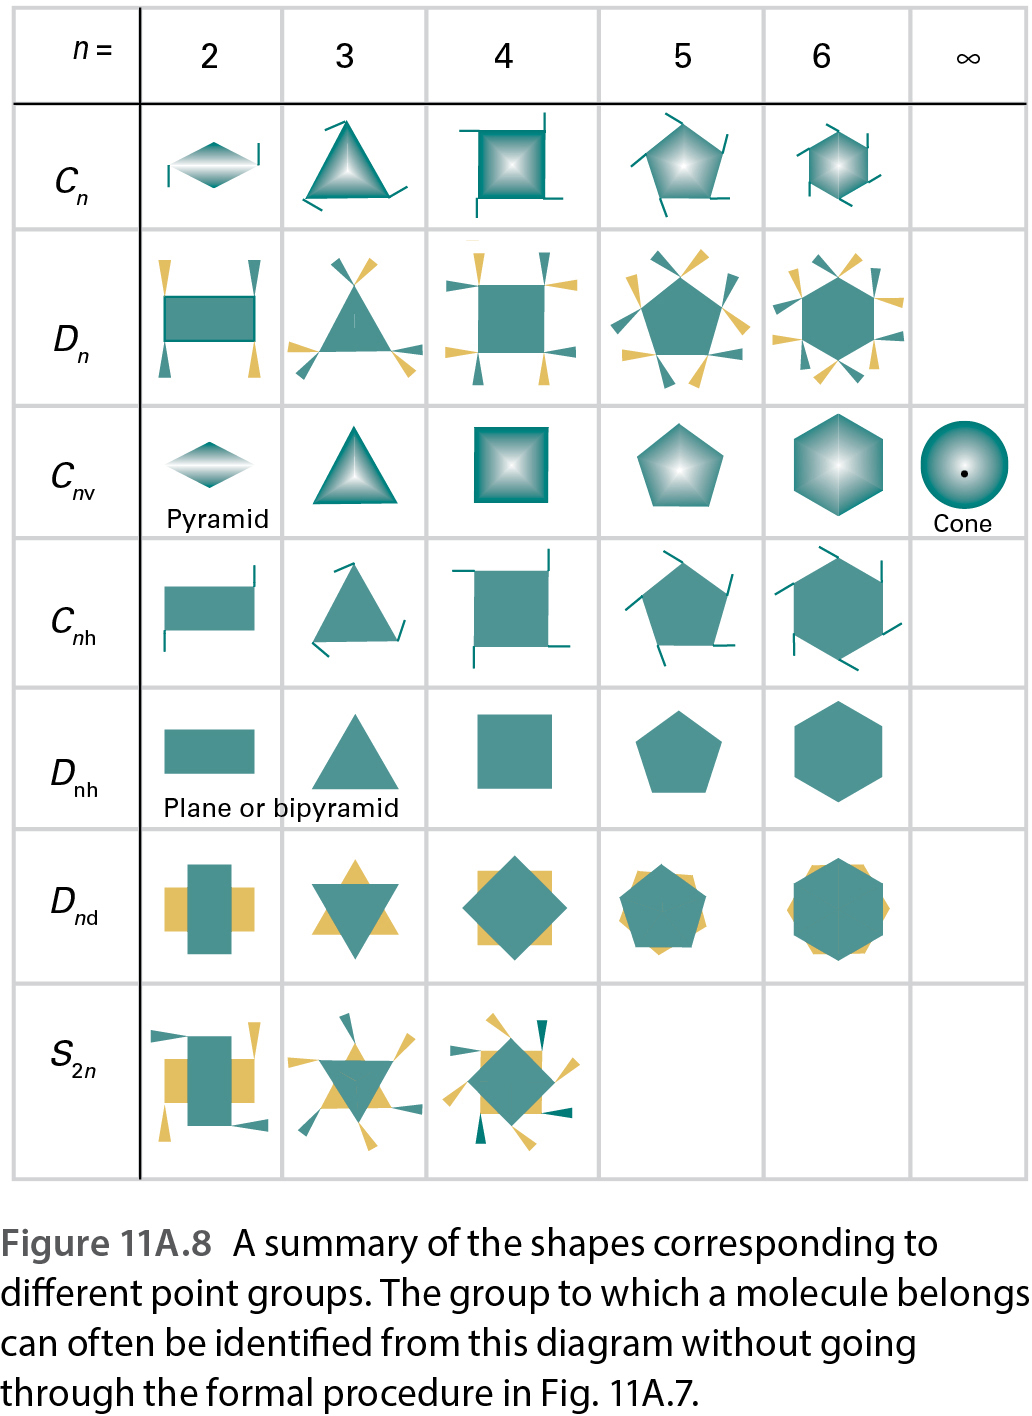 n = 2 3 4 5 6 ∞
Cn
Dn
Cnv
Pyramid Cone
Cnh
Dnh
Plane or bipyramid
Dnd
S2n
Figure 11A.8 A summary of the shapes corresponding to
different point groups. The group to which a molecule belongs
can often be identified from this diagram without going
through the formal procedure in Fig. 11A.7.